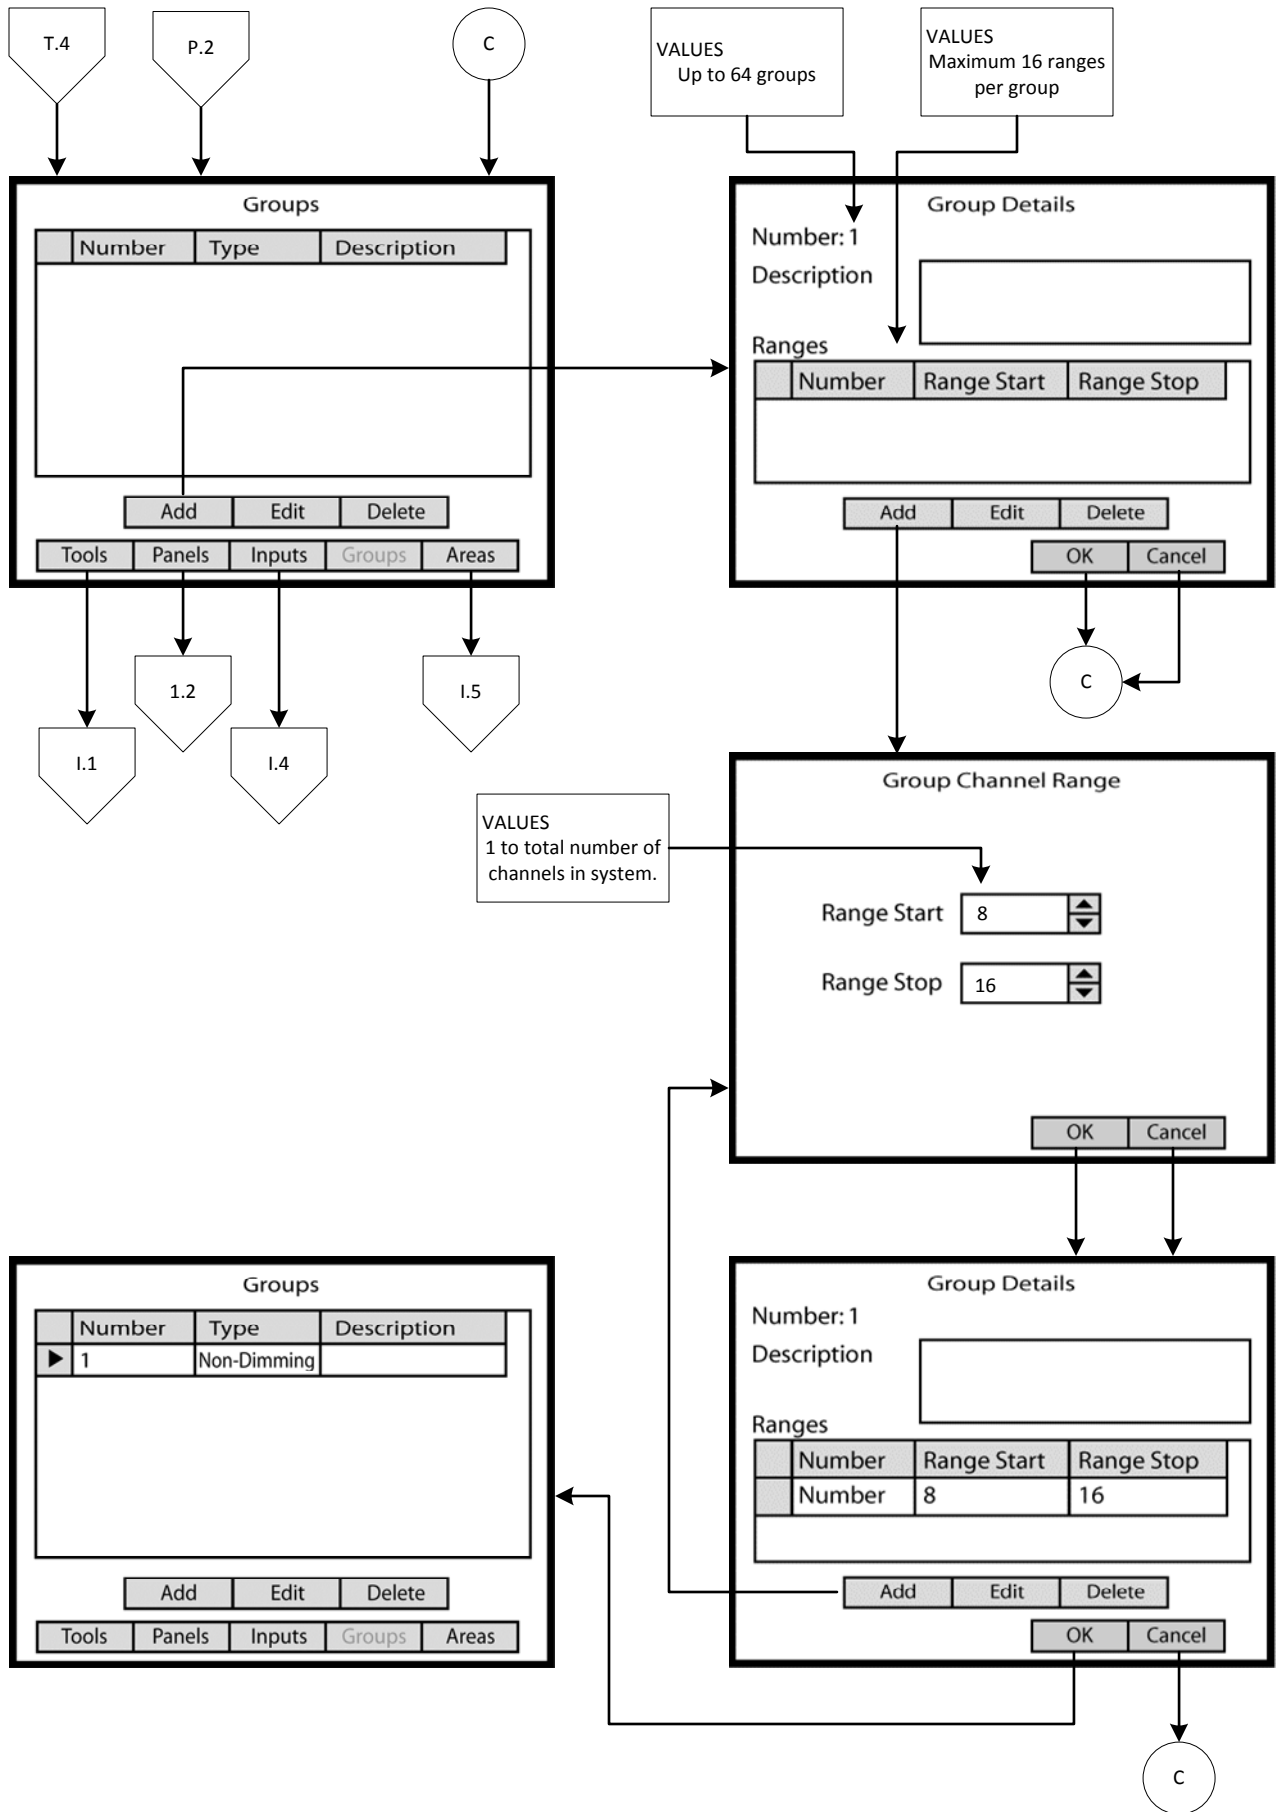 T.4
P.2
C
VALUES
Up to 64 groups
VALUES
Maximum 16 ranges
per group
Groups
Number Type Description
Add Edit Delete
Tools Panels Inputs Groups Areas
Group Details
Number: 1
Description
Ranges
Number Range Start Range Stop
Add Edit Delete
OK Cancel
I.1
1.2
I.4
I.5
C
VALUES
1 to total number of
channels in system.
Group Channel Range
Range Start 8
Range Stop 16
OK Cancel
Groups
Number Type Description
1 Non-Dimming
Add Edit Delete
Tools Panels Inputs Groups Areas
Group Details
Number: 1
Description
Ranges
Number Range Start Range Stop
Number 8 16
Add Edit Delete
OK Cancel
C